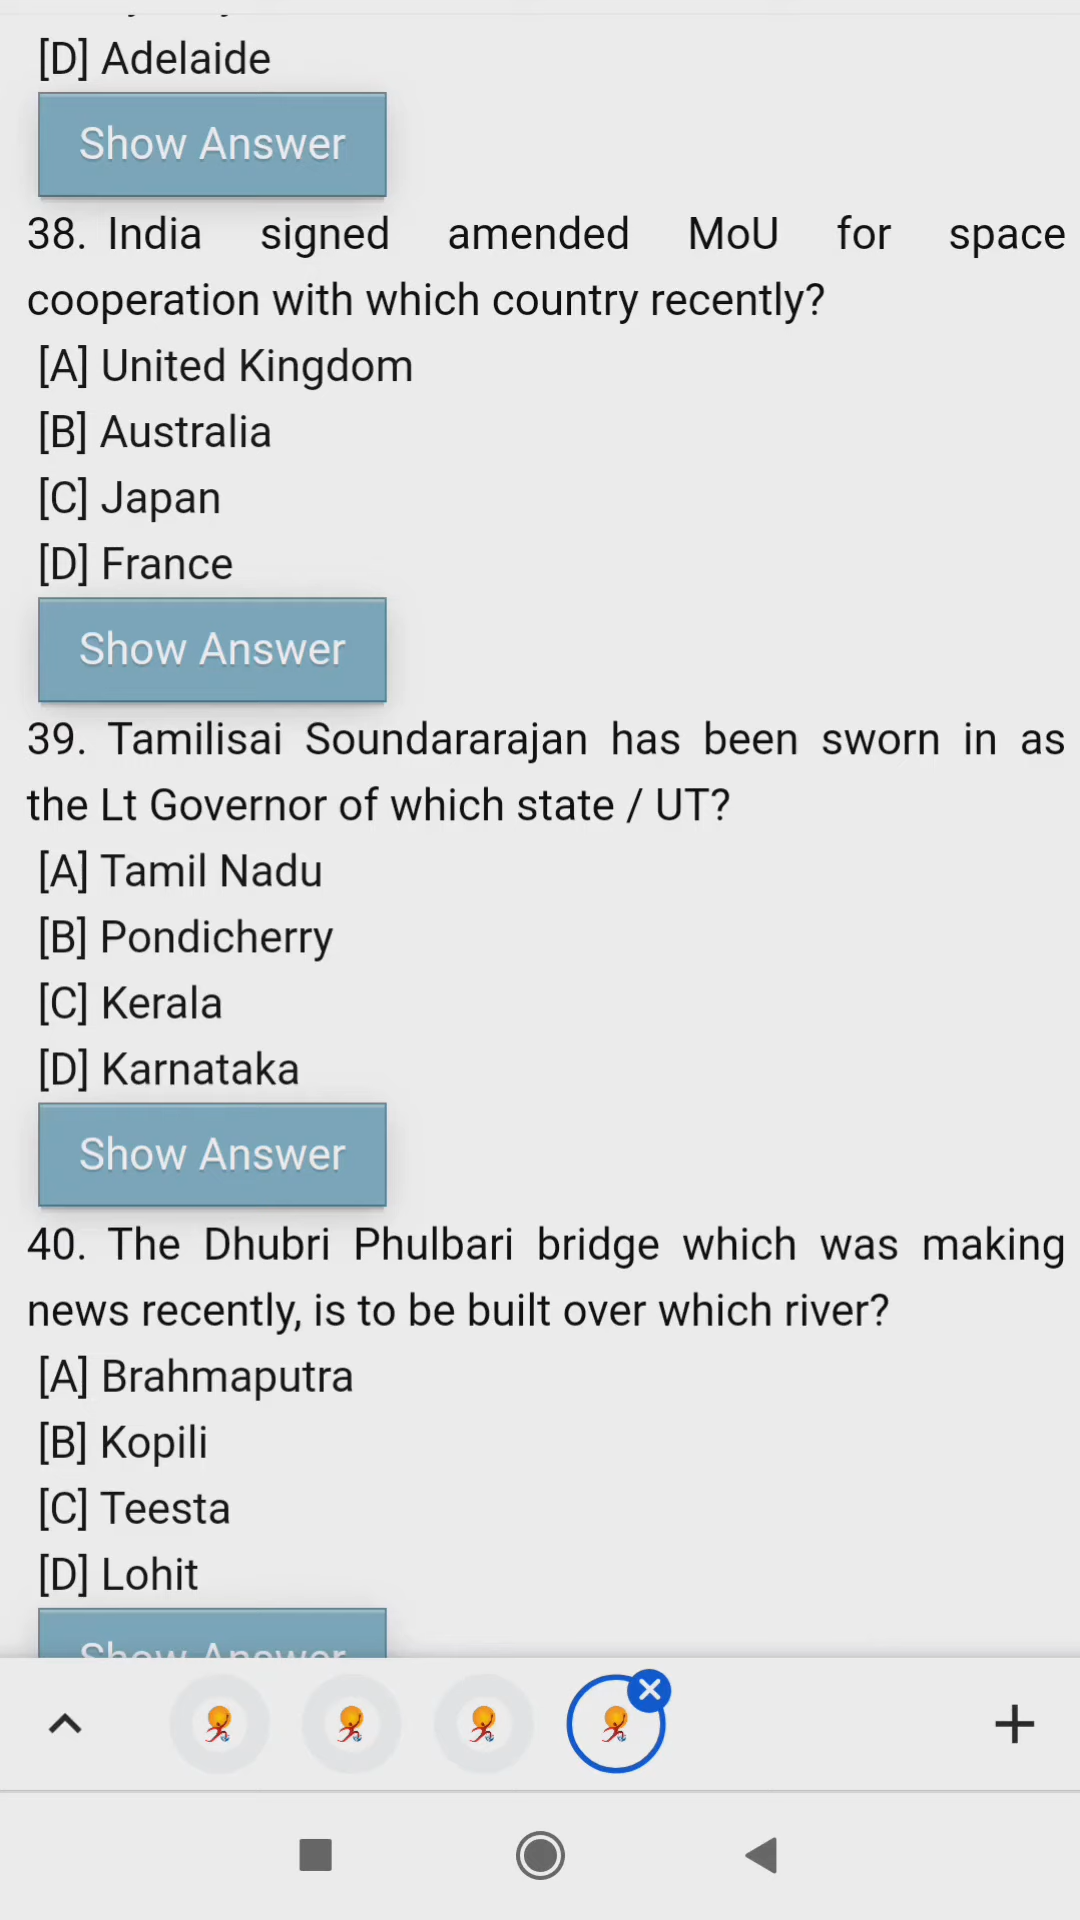 [D] Adelaide
Show Answer
38. India signed amended MoU for space
cooperation with which country recently?
[A] United Kingdom
[B] Australia
[C] Japan
[D] France
Show Answer
39. Tamilisai Soundararajan has been sworn in as
the Lt Governor of which state / UT?
[A] Tamil Nadu
[B] Pondicherry
[C] Kerala
[D] Karnataka
Show Answer
40. The Dhubri Phulbari bridge which was making
news recently, is to be built over which river?
[A] Brahmaputra
[B] Kopili
[C] Teesta
[D] Lohit
Show Answer